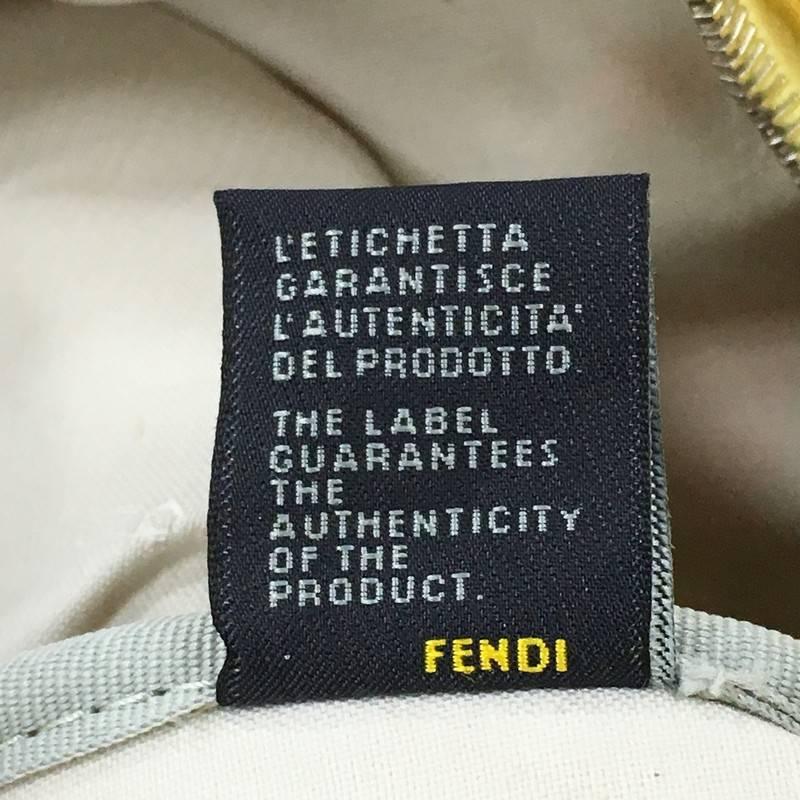 L'ETICHETTA
GARANTISCE
L'AUTENTICITA'
DEL PRODOTTO.
THE LABEL
GUARANTEES
THE
AUTHENTICITY
OF THE
PRODUCT.
FENDI